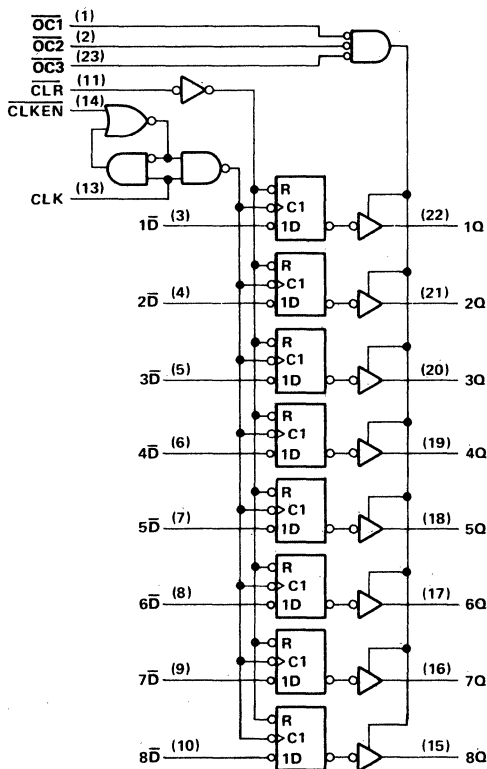 OC1 (1)
OC2 (2)
OC3 (23)
CLR (11)
CLKEN (14)
CLK (13)
R
C1
1D (3) 1D (22) 1Q
R
C1
2D (4) 1D (21) 2Q
R
C1
3D (5) 1D (20) 3Q
R
C1
4D (6) 1D (19) 4Q
R
C1
5D (7) 1D (18) 5Q
R
C1
6D (8) 1D (17) 6Q
R
C1
7D (9) 1D (16) 7Q
R
C1
8D (10) 1D (15) 8Q